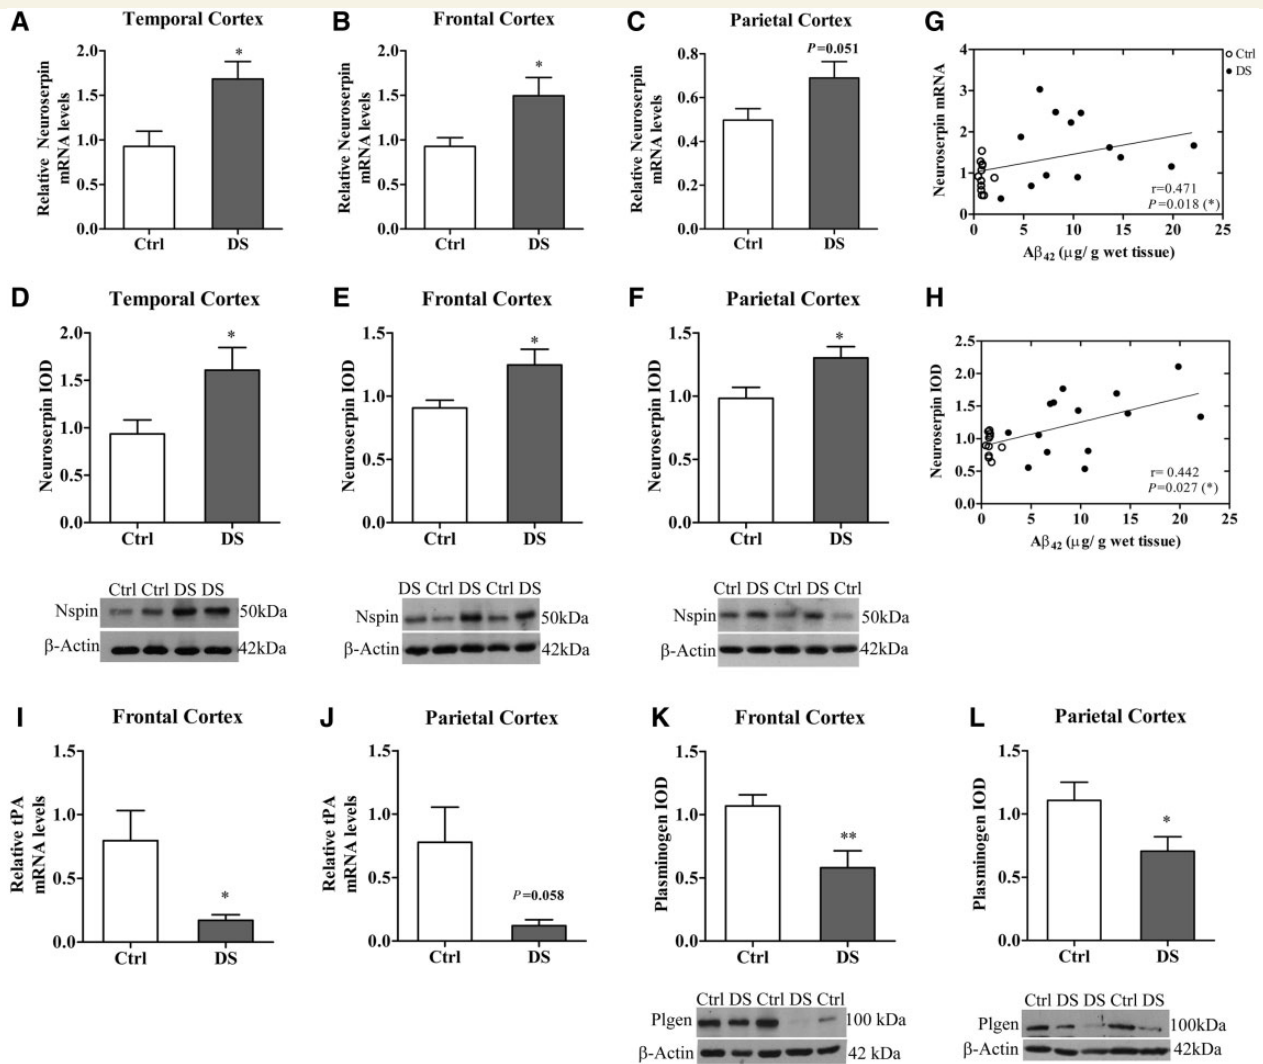 A Temporal Cortex
Relative Neuroserpin
mRNA levels
2.0
1.5
1.0
0.5
0.0
*
Ctrl DS
B Frontal Cortex
Relative Neuroserpin
mRNA levels
2.0
1.5
1.0
0.5
0.0
*
Ctrl DS
C Parietal Cortex
Relative Neuroserpin
mRNA levels
0.8
0.6
0.4
0.2
0.0
P=0.051
Ctrl DS
G
Neuroserpin mRNA
4
3
2
1
0
Ctrl
DS
r=0.471
P=0.018 (*)
0 5 10 15 20 25
Aβ42 (µg/ g wet tissue)
D Temporal Cortex
Neuroserpin IOD
2.0
1.5
1.0
0.5
0.0
*
Ctrl DS
Ctrl Ctrl DS DS
Nspin 50kDa
β-Actin 42kDa
E Frontal Cortex
Neuroserpin IOD
1.5
1.0
0.5
0.0
*
Ctrl DS
DS Ctrl DS Ctrl DS
Nspin 50kDa
β-Actin 42kDa
F Parietal Cortex
Neuroserpin IOD
1.5
1.0
0.5
0.0
*
Ctrl DS
Ctrl DS Ctrl DS Ctrl
Nspin 50kDa
β-Actin 42kDa
H
Neuroserpin IOD
2.5
2.0
1.5
1.0
0.5
0.0
r= 0.442
P=0.027 (*)
0 5 10 15 20 25
Aβ42 (µg/ g wet tissue)
I Frontal Cortex
Relative tPA
mRNA levels
1.5
1.0
0.5
0.0
*
Ctrl DS
J Parietal Cortex
Relative tPA
mRNA levels
1.5
1.0
0.5
0.0
P=0.058
Ctrl DS
K Frontal Cortex
Plasminogen IOD
1.5
1.0
0.5
0.0
**
Ctrl DS
Ctrl DS Ctrl DS Ctrl
Plgen 100 kDa
β-Actin 42 kDa
L Parietal Cortex
Plasminogen IOD
1.5
1.0
0.5
0.0
*
Ctrl DS
Ctrl DS DS Ctrl DS
Plgen 100kDa
β-Actin 42kDa